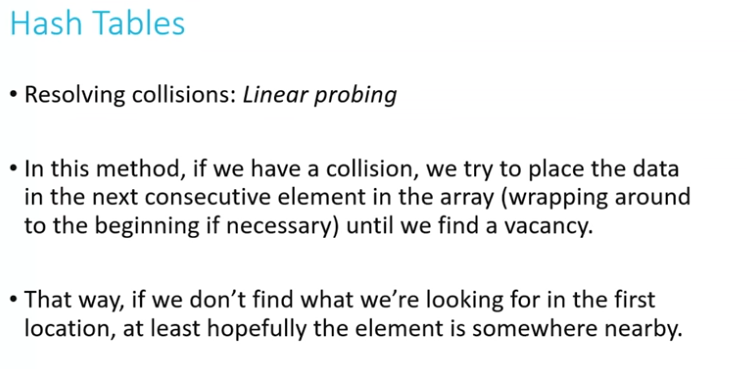 Hash Tables
• Resolving collisions: Linear probing
• In this method, if we have a collision, we try to place the data
in the next consecutive element in the array (wrapping around
to the beginning if necessary) until we find a vacancy.
• That way, if we don’t find what we’re looking for in the first
location, at least hopefully the element is somewhere nearby.